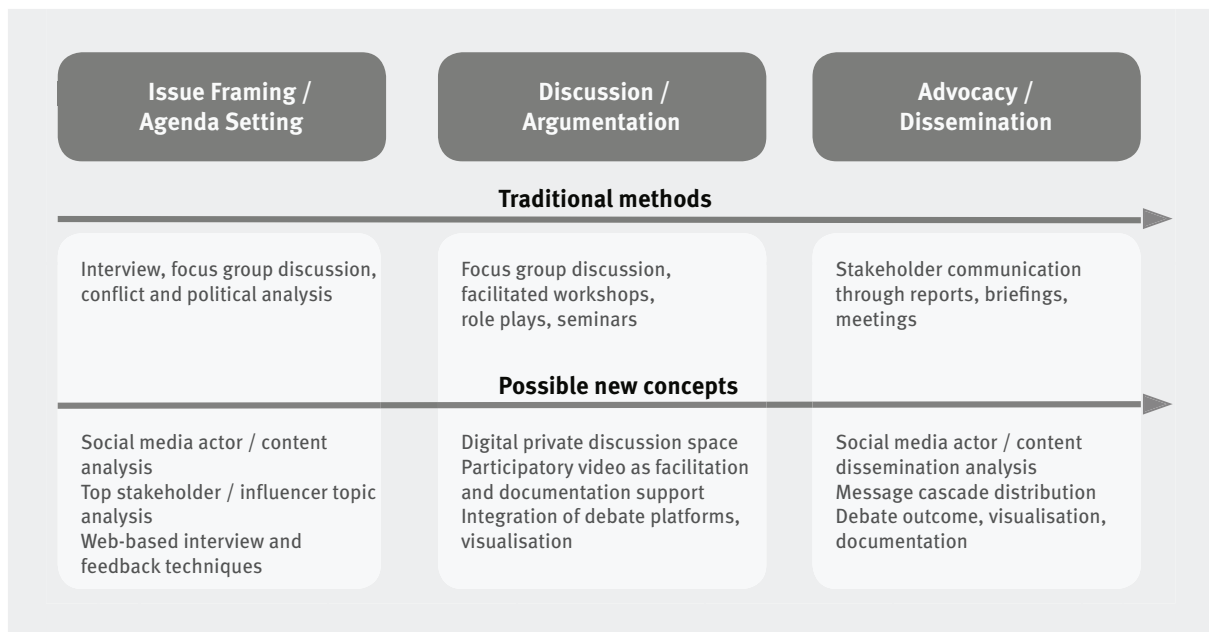 Issue Framing /
Agenda Setting
Discussion /
Argumentation
Advocacy /
Dissemination
Traditional methods
Interview, focus group discussion,
conflict and political analysis
Focus group discussion,
facilitated workshops,
role plays, seminars
Stakeholder communication
through reports, briefings,
meetings
Possible new concepts
Social media actor / content
analysis
Top stakeholder / influencer topic
analysis
Web-based interview and
feedback techniques
Digital private discussion space
Participatory video as facilitation
and documentation support
Integration of debate platforms,
visualisation
Social media actor / content
dissemination analysis
Message cascade distribution
Debate outcome, visualisation,
documentation